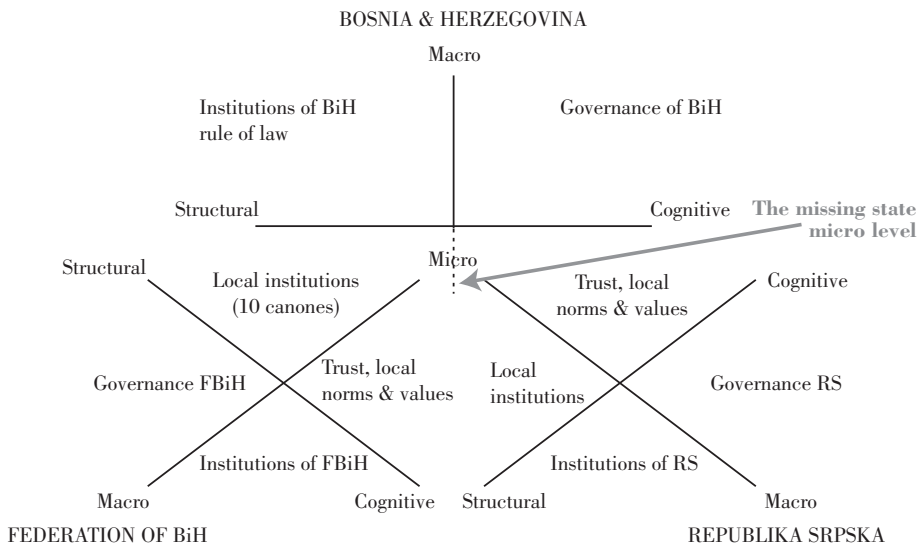 BOSNIA & HERZEGOVINA
Macro
Institutions of BiH
rule of law
Governance of BiH
Structural
Cognitive
The missing state
micro level
Micro
Structural
Local institutions
(10 canones)
Trust, local
norms & values
Cognitive
Governance FBiH
Trust, local
norms & values
Local
institutions
Governance RS
Institutions of FBiH
Institutions of RS
Macro
Cognitive
Structural
Macro
FEDERATION OF BiH
REPUBLIKA SRPSKA